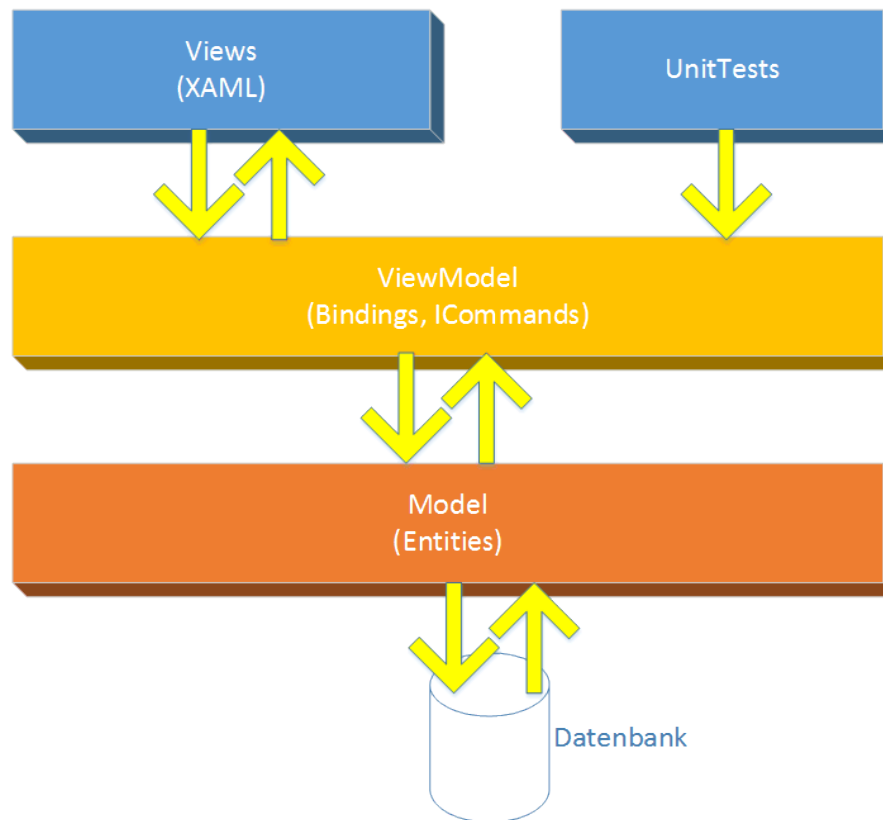 Views
(XAML)
UnitTests
ViewModel
(Bindings, ICommands)
Model
(Entities)
Datenbank